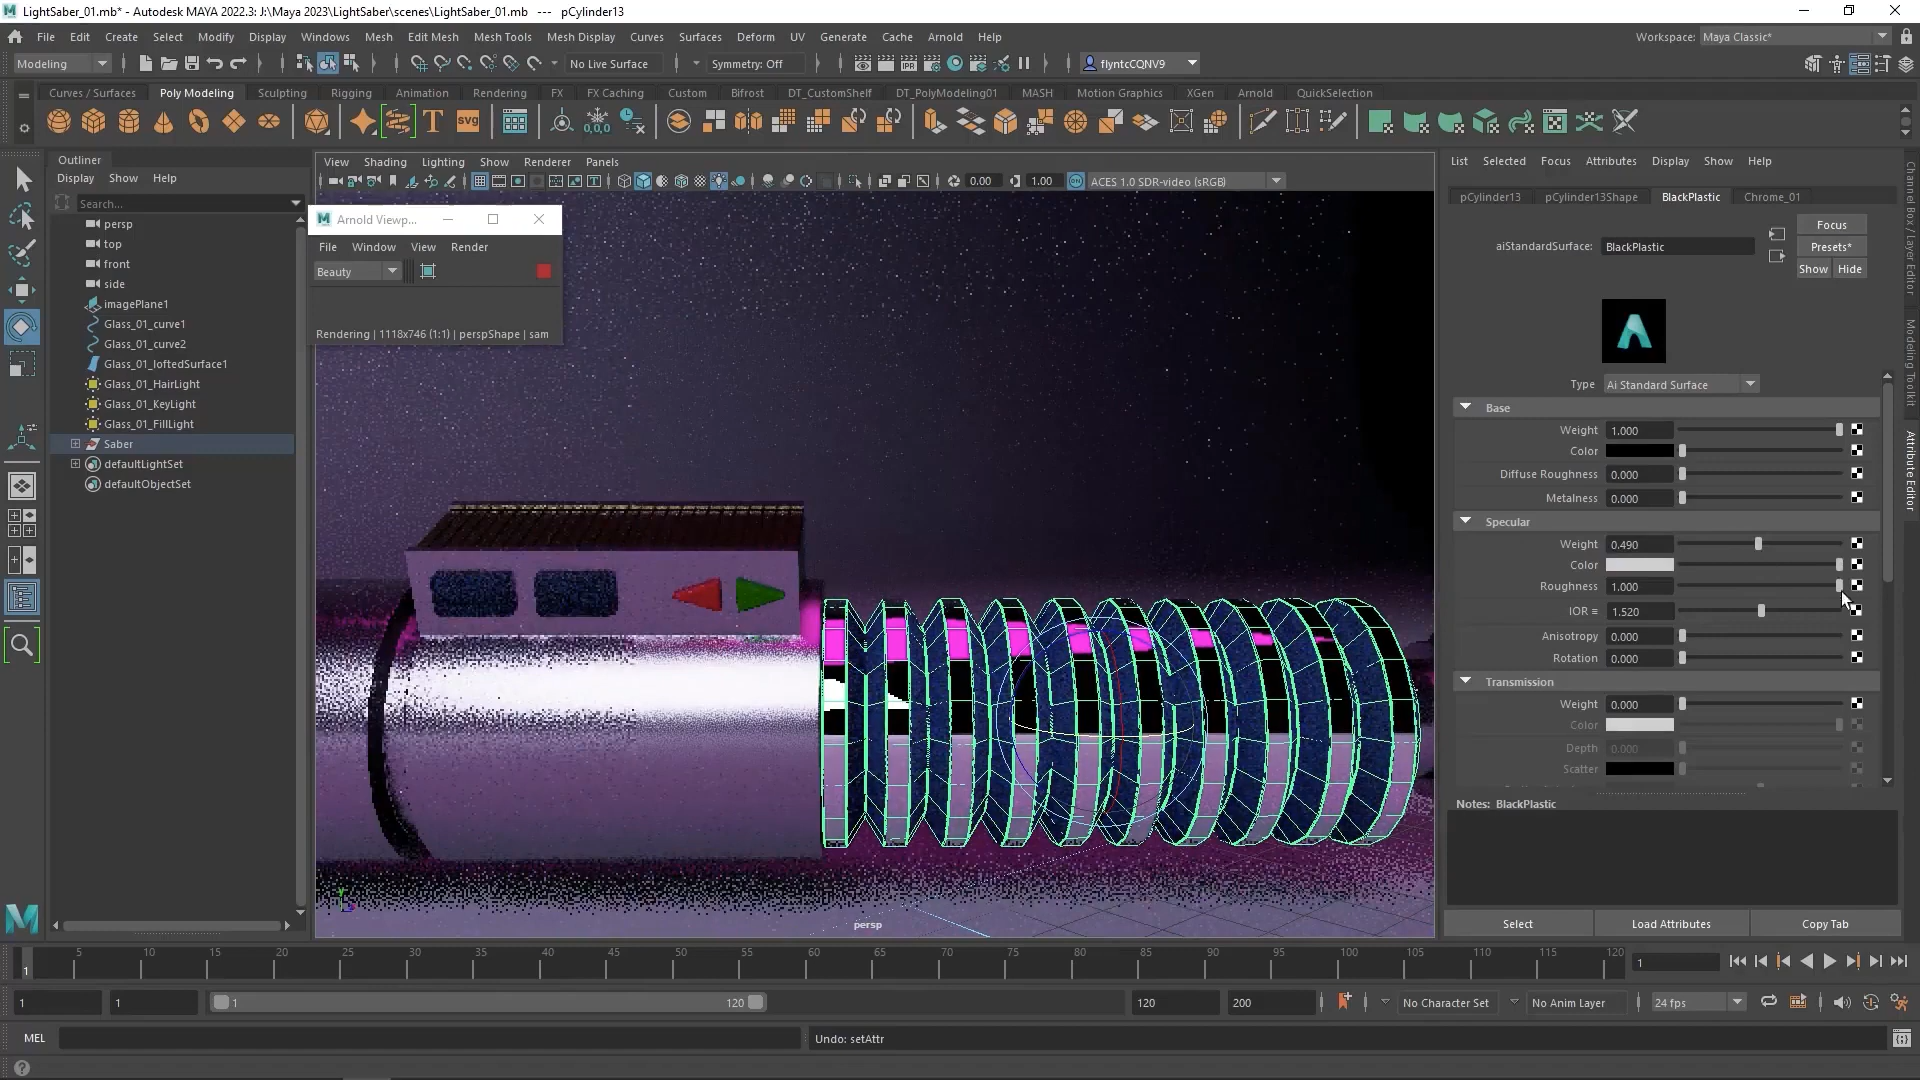 LightSaber_01.mb* - Autodesk MAYA 2022.3: J:\Maya 2023\LightSaber\scenes\LightSaber_01.mb --- pCylinder13
File Edit Create Select Modify Display Windows Mesh Edit Mesh Mesh Tools Mesh Display Curves Surfaces Deform UV Generate Cache Arnold Help Workspace: Maya Classic*
Modeling No Live Surface Symmetry: Off flyntcCQNV9
Curves / Surfaces Poly Modeling Sculpting Rigging Animation Rendering FX FX Caching Custom Bifrost DT_CustomShelf DT_PolyModeling01 MASH Motion Graphics XGen Arnold QuickSelection
Outliner
Display Show Help
Search...
persp
top
front
side
imagePlane1
Glass_01_curve1
Glass_01_curve2
Glass_01_loftedSurface1
Glass_01_HairLight
Glass_01_KeyLight
Glass_01_FillLight
Saber
defaultLightSet
defaultObjectSet
View Shading Lighting Show Renderer Panels
0.00 1.00 ACES 1.0 SDR-video (sRGB)
Arnold Viewp...
File Window View Render
Beauty
Rendering | 1118x746 (1:1) | perspShape | sam
persp
List Selected Focus Attributes Display Show Help
pCylinder13 pCylinder13Shape BlackPlastic Chrome_01
Focus
aiStandardSurface: BlackPlastic Presets*
Show Hide
Type Ai Standard Surface
Base
Weight 1.000
Color
Diffuse Roughness 0.000
Metalness 0.000
Specular
Weight 0.490
Color
Roughness 1.000
IOR 1.520
Anisotropy 0.000
Rotation 0.000
Transmission
Weight 0.000
Color
Depth 0.000
Scatter
Notes: BlackPlastic
Select Load Attributes Copy Tab
Channel Box / Layer Editor
Modeling Toolkit
Attribute Editor
1 5 10 15 20 25 30 35 40 45 50 55 60 65 70 75 80 85 90 95 100 105 110 115 120 1
1 1 1 120 120 200 No Character Set No Anim Layer 24 fps
MEL Undo: setAttr